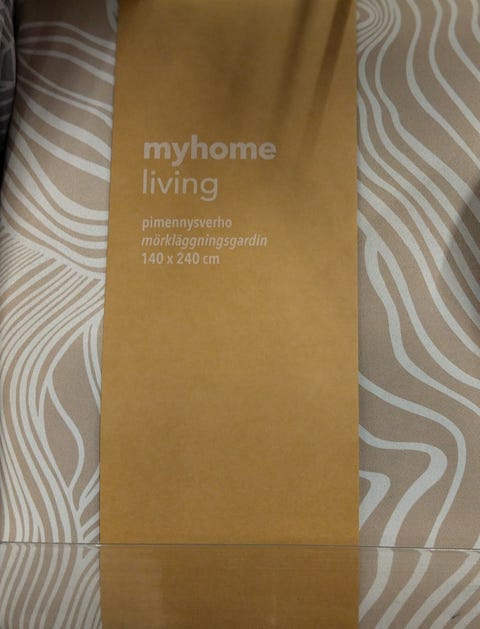 myhome
living
pimennysverho
mörkläggningsgardin
140 x 240 cm